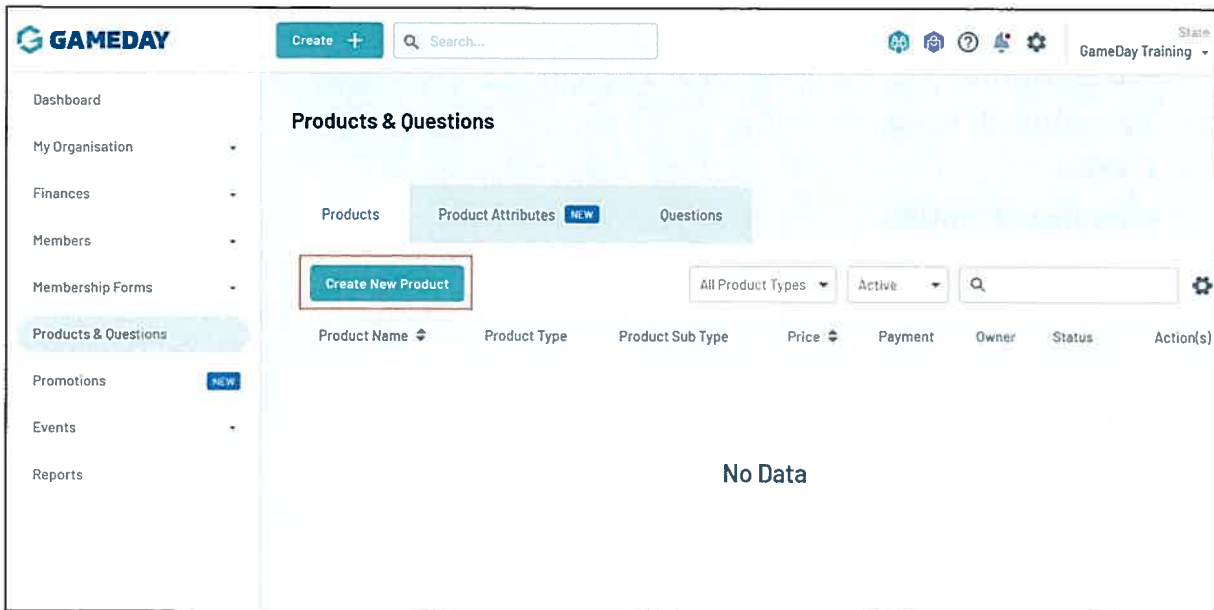 GAMEDAY
Create +
Search...
State
GameDay Training
Dashboard
My Organisation
Finances
Members
Membership Forms
Products & Questions
Promotions NEW
Events
Reports
Products & Questions
Products Product Attributes NEW Questions
Create New Product All Product Types Active
Product Name Product Type Product Sub Type Price Payment Owner Status Action(s)
No Data